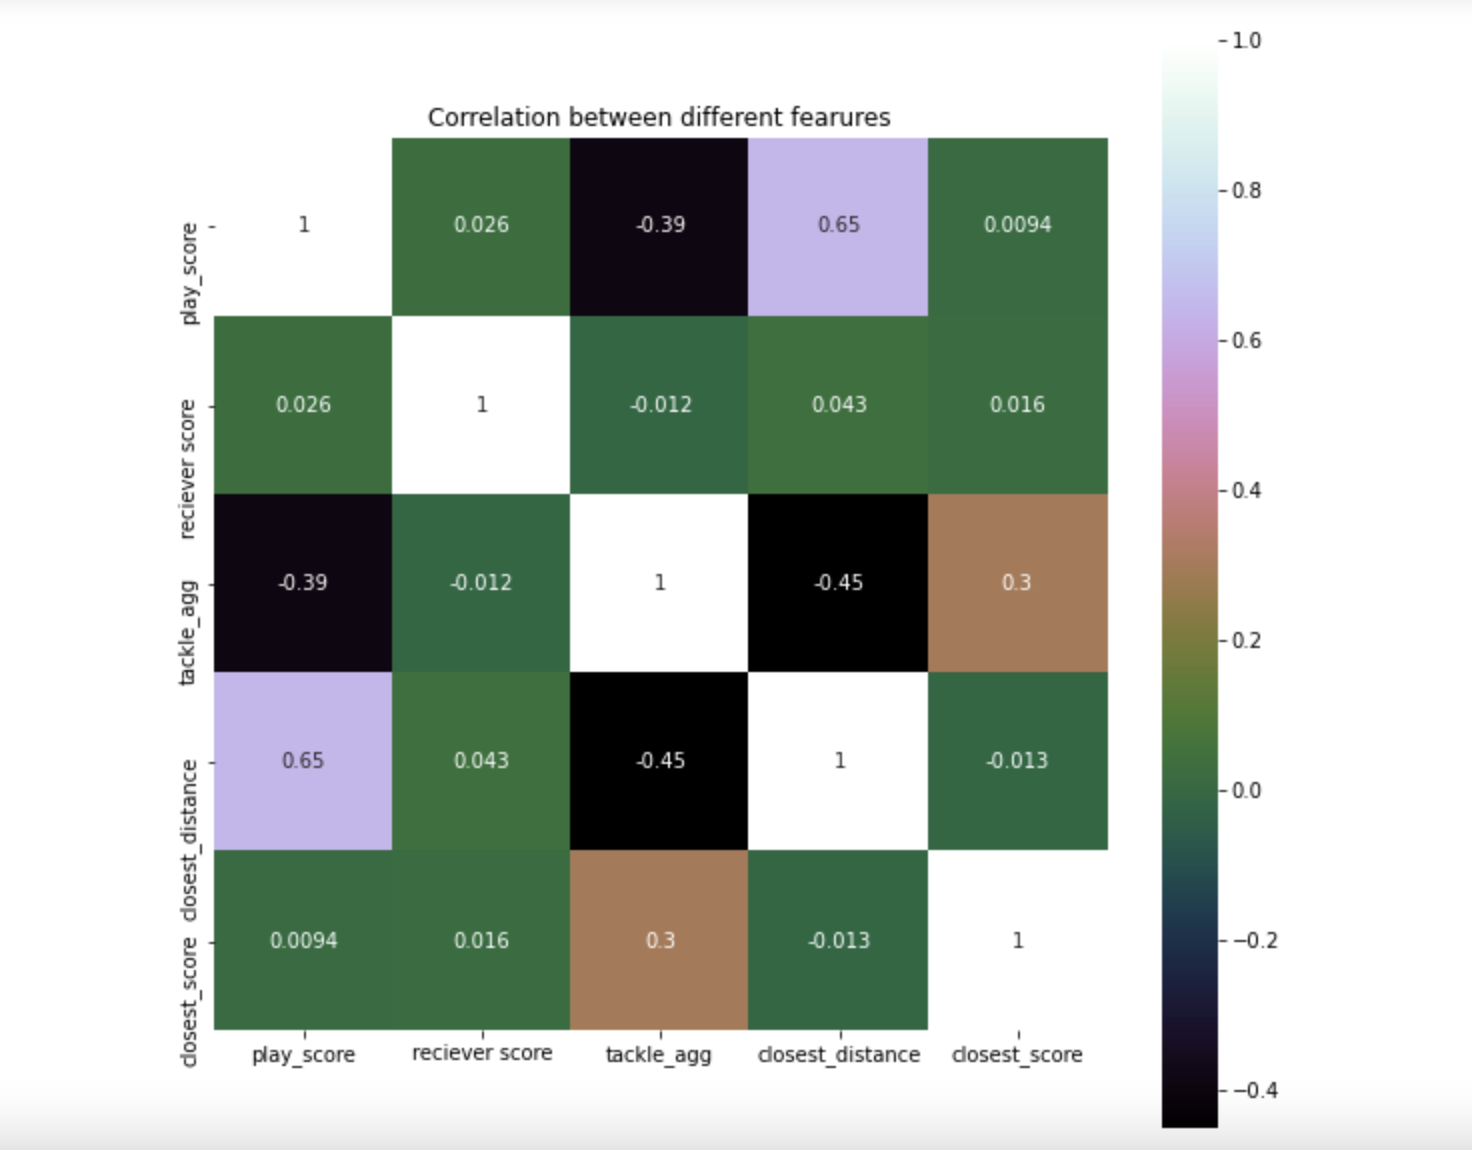 Correlation between different fearures
play_score
1 0.026 -0.39 0.65 0.0094
reciever score
0.026 1 -0.012 0.043 0.016
tackle_agg
-0.39 -0.012 1 -0.45 0.3
closest_distance
0.65 0.043 -0.45 1 -0.013
closest_score
0.0094 0.016 0.3 -0.013 1
play_score reciever score tackle_agg closest_distance closest_score
1.0
0.8
0.6
0.4
0.2
0.0
−0.2
−0.4